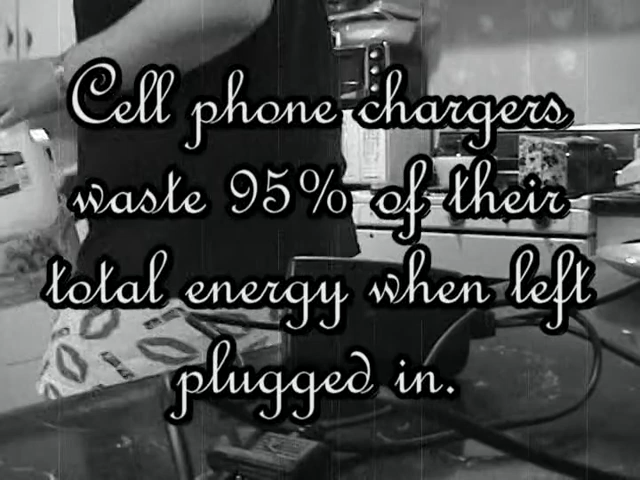 Cell phone chargers
waste 95% of their
total energy when left
plugged in.